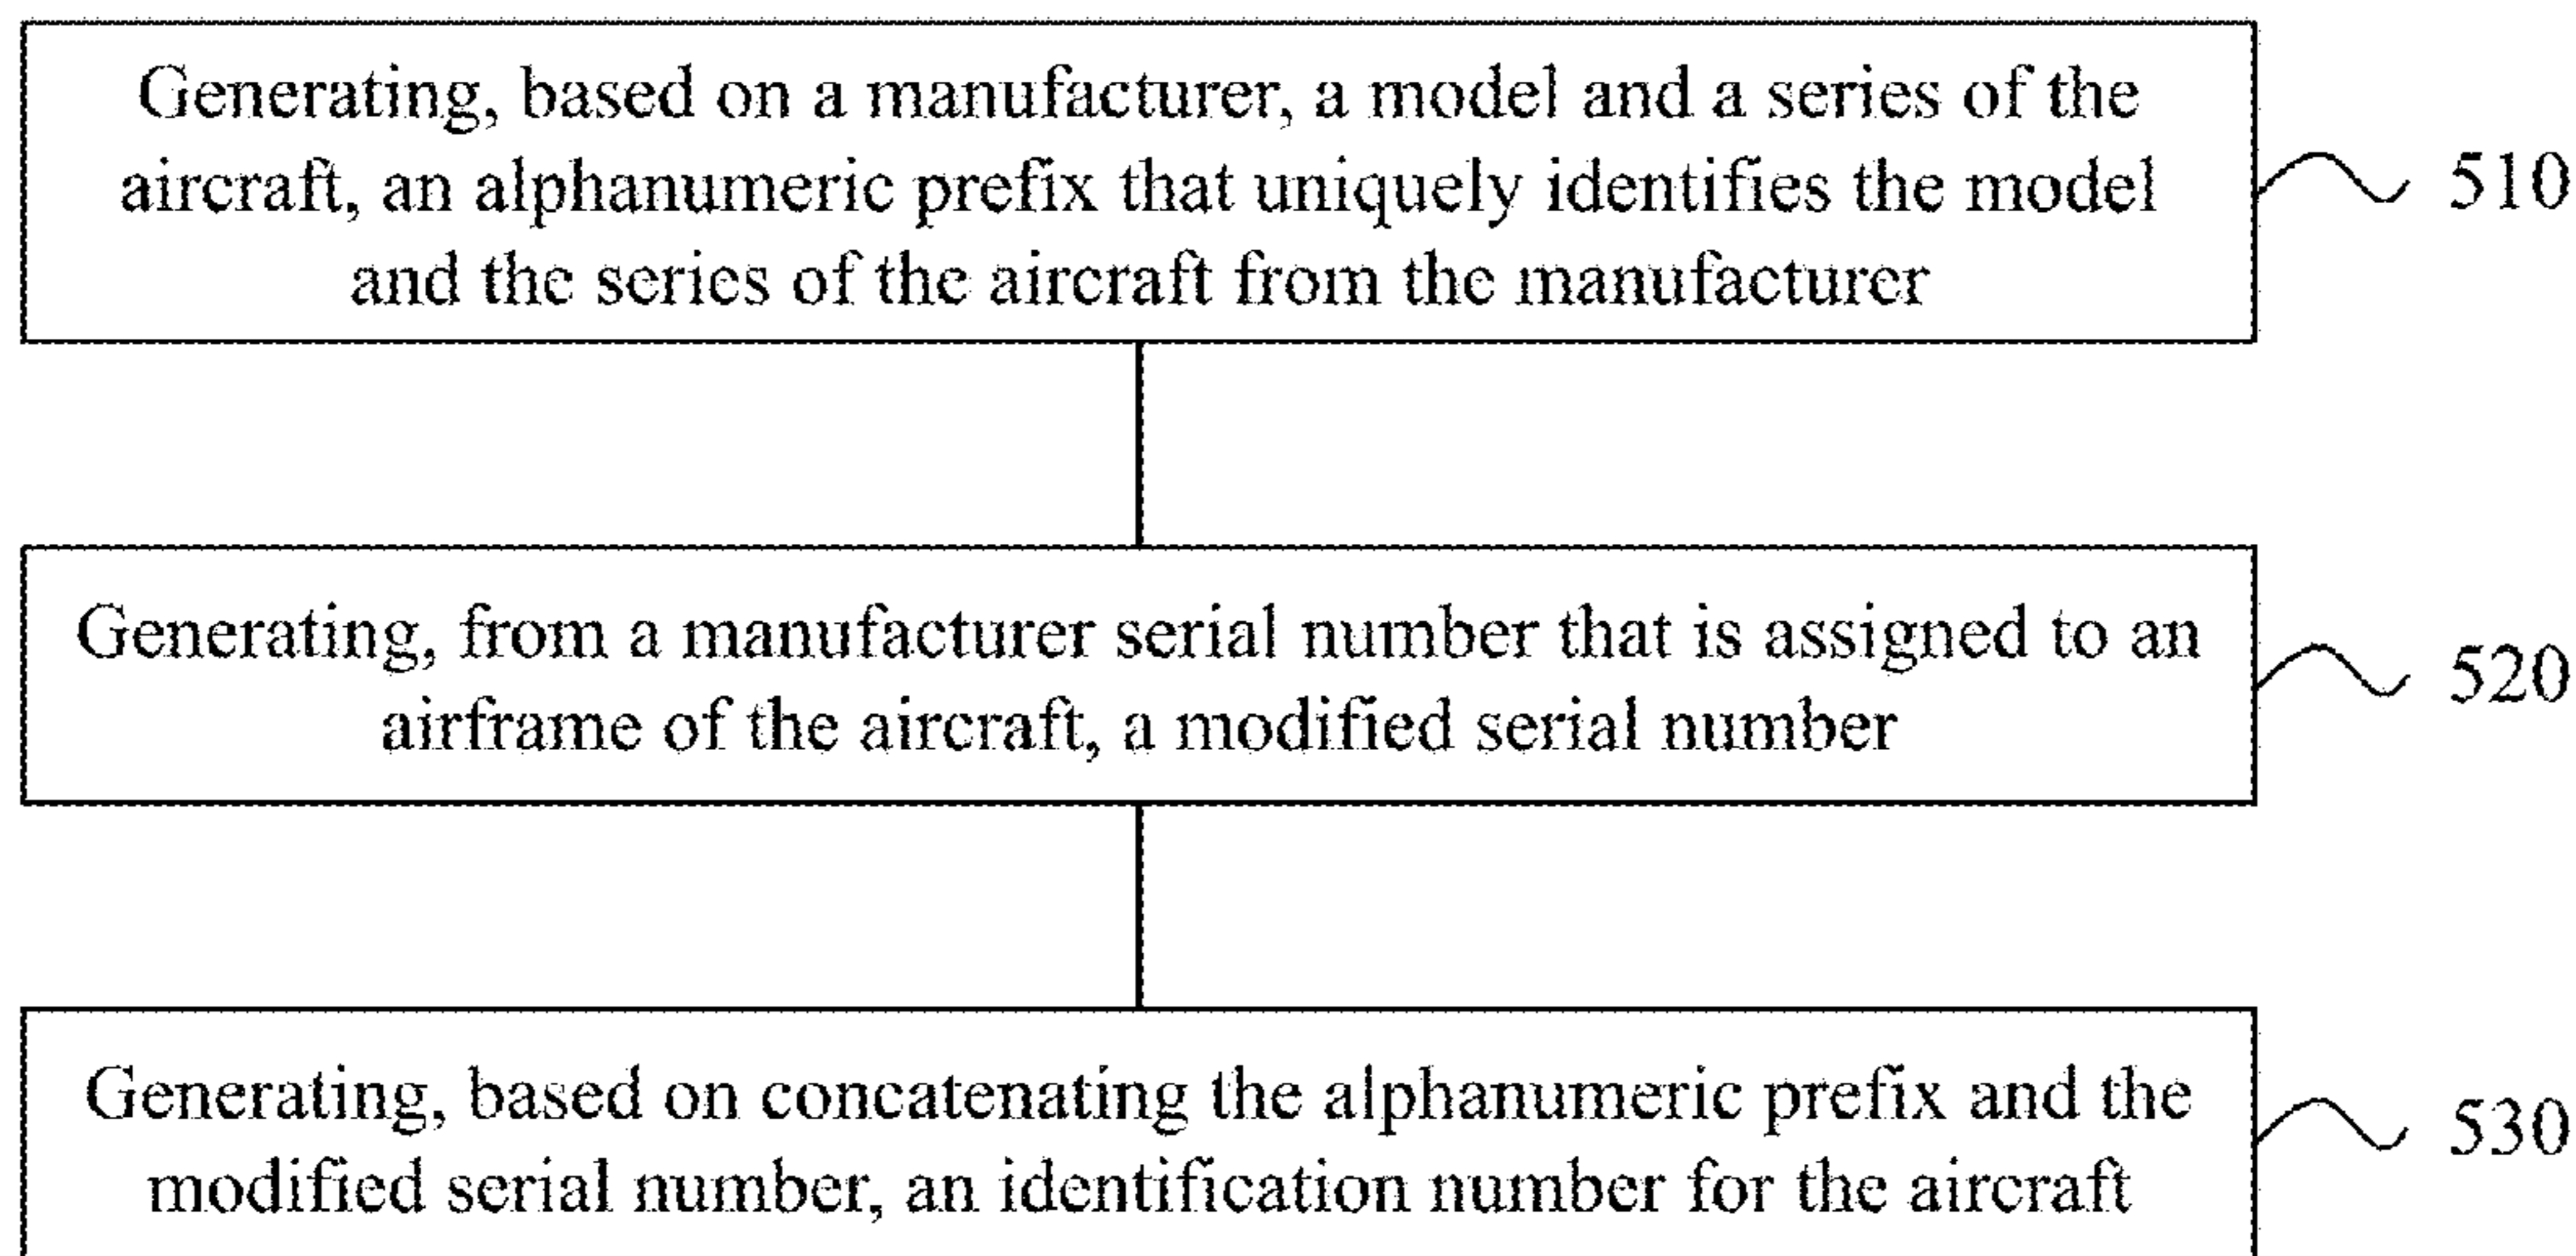 Generating, based on a manufacturer, a model and a series of the
aircraft, an alphanumeric prefix that uniquely identifies the model
and the series of the aircraft from the manufacturer
510
Generating, from a manufacturer serial number that is assigned to an
airframe of the aircraft, a modified serial number
520
Generating, based on concatenating the alphanumeric prefix and the
modified serial number, an identification number for the aircraft
530